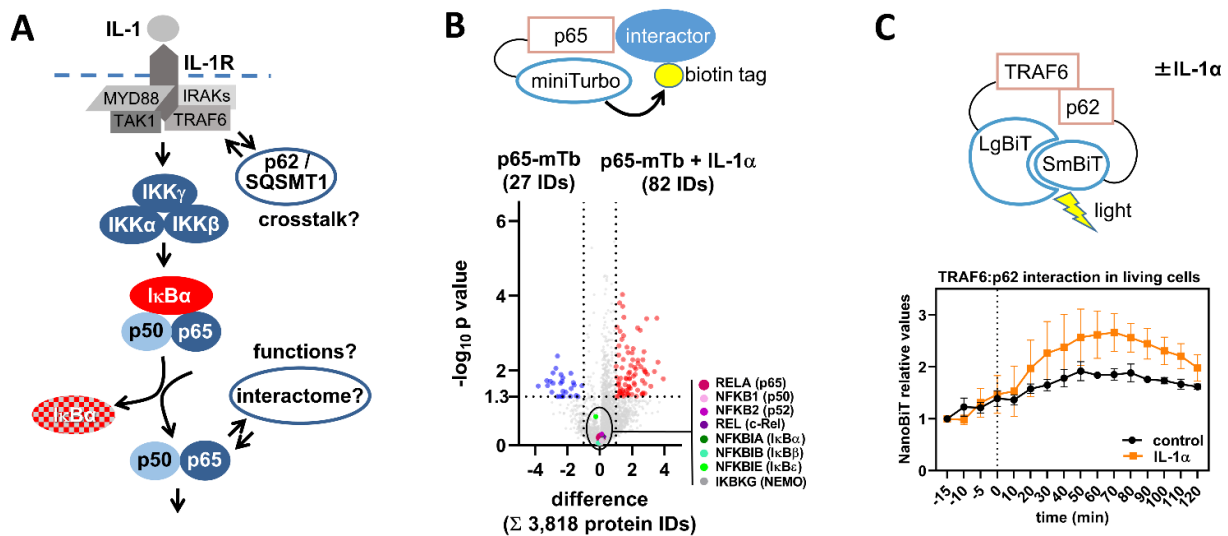 A
IL-1
IL-1R
MYD88
IRAKs
TAK1
TRAF6
p62 /
SQSMT1
crosstalk?
IKKγ
IKKα
IKKβ
IκBα
p50
p65
functions?
interactome?
IκBα
p50
p65
B
p65
interactor
miniTurbo
biotin tag
p65-mTb
(27 IDs)
p65-mTb + IL-1α
(82 IDs)
-log10 p value
6
4
2
1.3
0
-4
-2
0
2
4
difference
(Σ 3,818 protein IDs)
RELA (p65)
NFKB1 (p50)
NFKB2 (p52)
REL (c-Rel)
NFKBIA (IκBα)
NFKBIB (IκBβ)
NFKBIE (IκBε)
IKBKG (NEMO)
C
TRAF6
p62
±IL-1α
LgBiT
SmBiT
light
TRAF6:p62 interaction in living cells
NanoBiT relative values
3
2
1
0
control
IL-1α
-15
-10
-5
0
10
20
30
40
50
60
70
80
90
100
110
120
time (min)